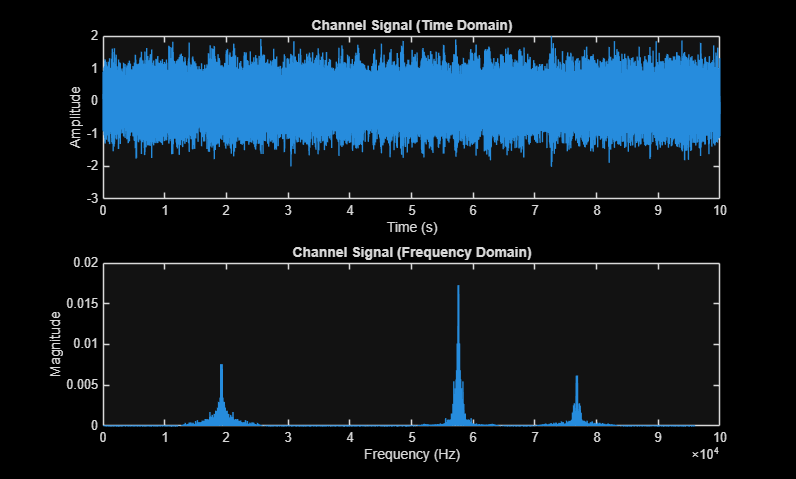 Channel Signal (Time Domain)
2
1
0
-1
-2
-3
Amplitude
0 1 2 3 4 5 6 7 8 9 10
Time (s)
Channel Signal (Frequency Domain)
0.02
0.015
0.01
0.005
0
Magnitude
0 1 2 3 4 5 6 7 8 9 10
Frequency (Hz)
×10⁴